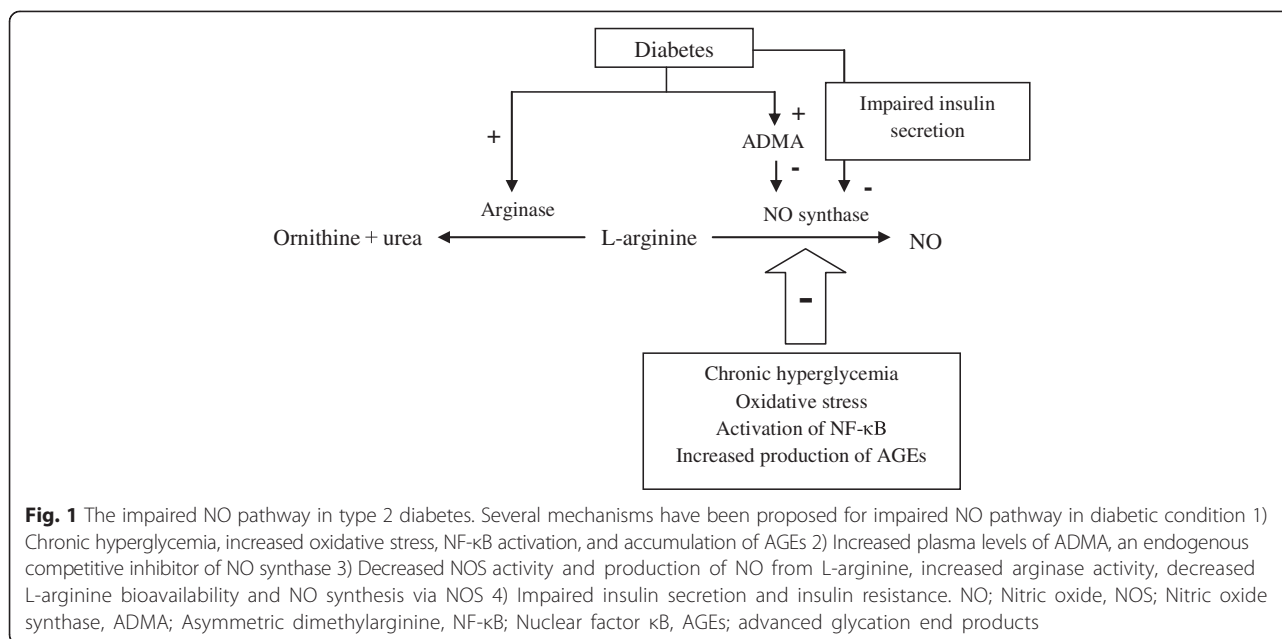 Diabetes
Impaired insulin
secretion
+
+
ADMA
-
-
Arginase
NO synthase
Ornithine + urea
L-arginine
NO
-
Chronic hyperglycemia
Oxidative stress
Activation of NF-κB
Increased production of AGEs
Fig. 1 The impaired NO pathway in type 2 diabetes. Several mechanisms have been proposed for impaired NO pathway in diabetic condition 1)
Chronic hyperglycemia, increased oxidative stress, NF-κB activation, and accumulation of AGEs 2) Increased plasma levels of ADMA, an endogenous
competitive inhibitor of NO synthase 3) Decreased NOS activity and production of NO from L-arginine, increased arginase activity, decreased
L-arginine bioavailability and NO synthesis via NOS 4) Impaired insulin secretion and insulin resistance. NO; Nitric oxide, NOS; Nitric oxide
synthase, ADMA; Asymmetric dimethylarginine, NF-κB; Nuclear factor κB, AGEs; advanced glycation end products